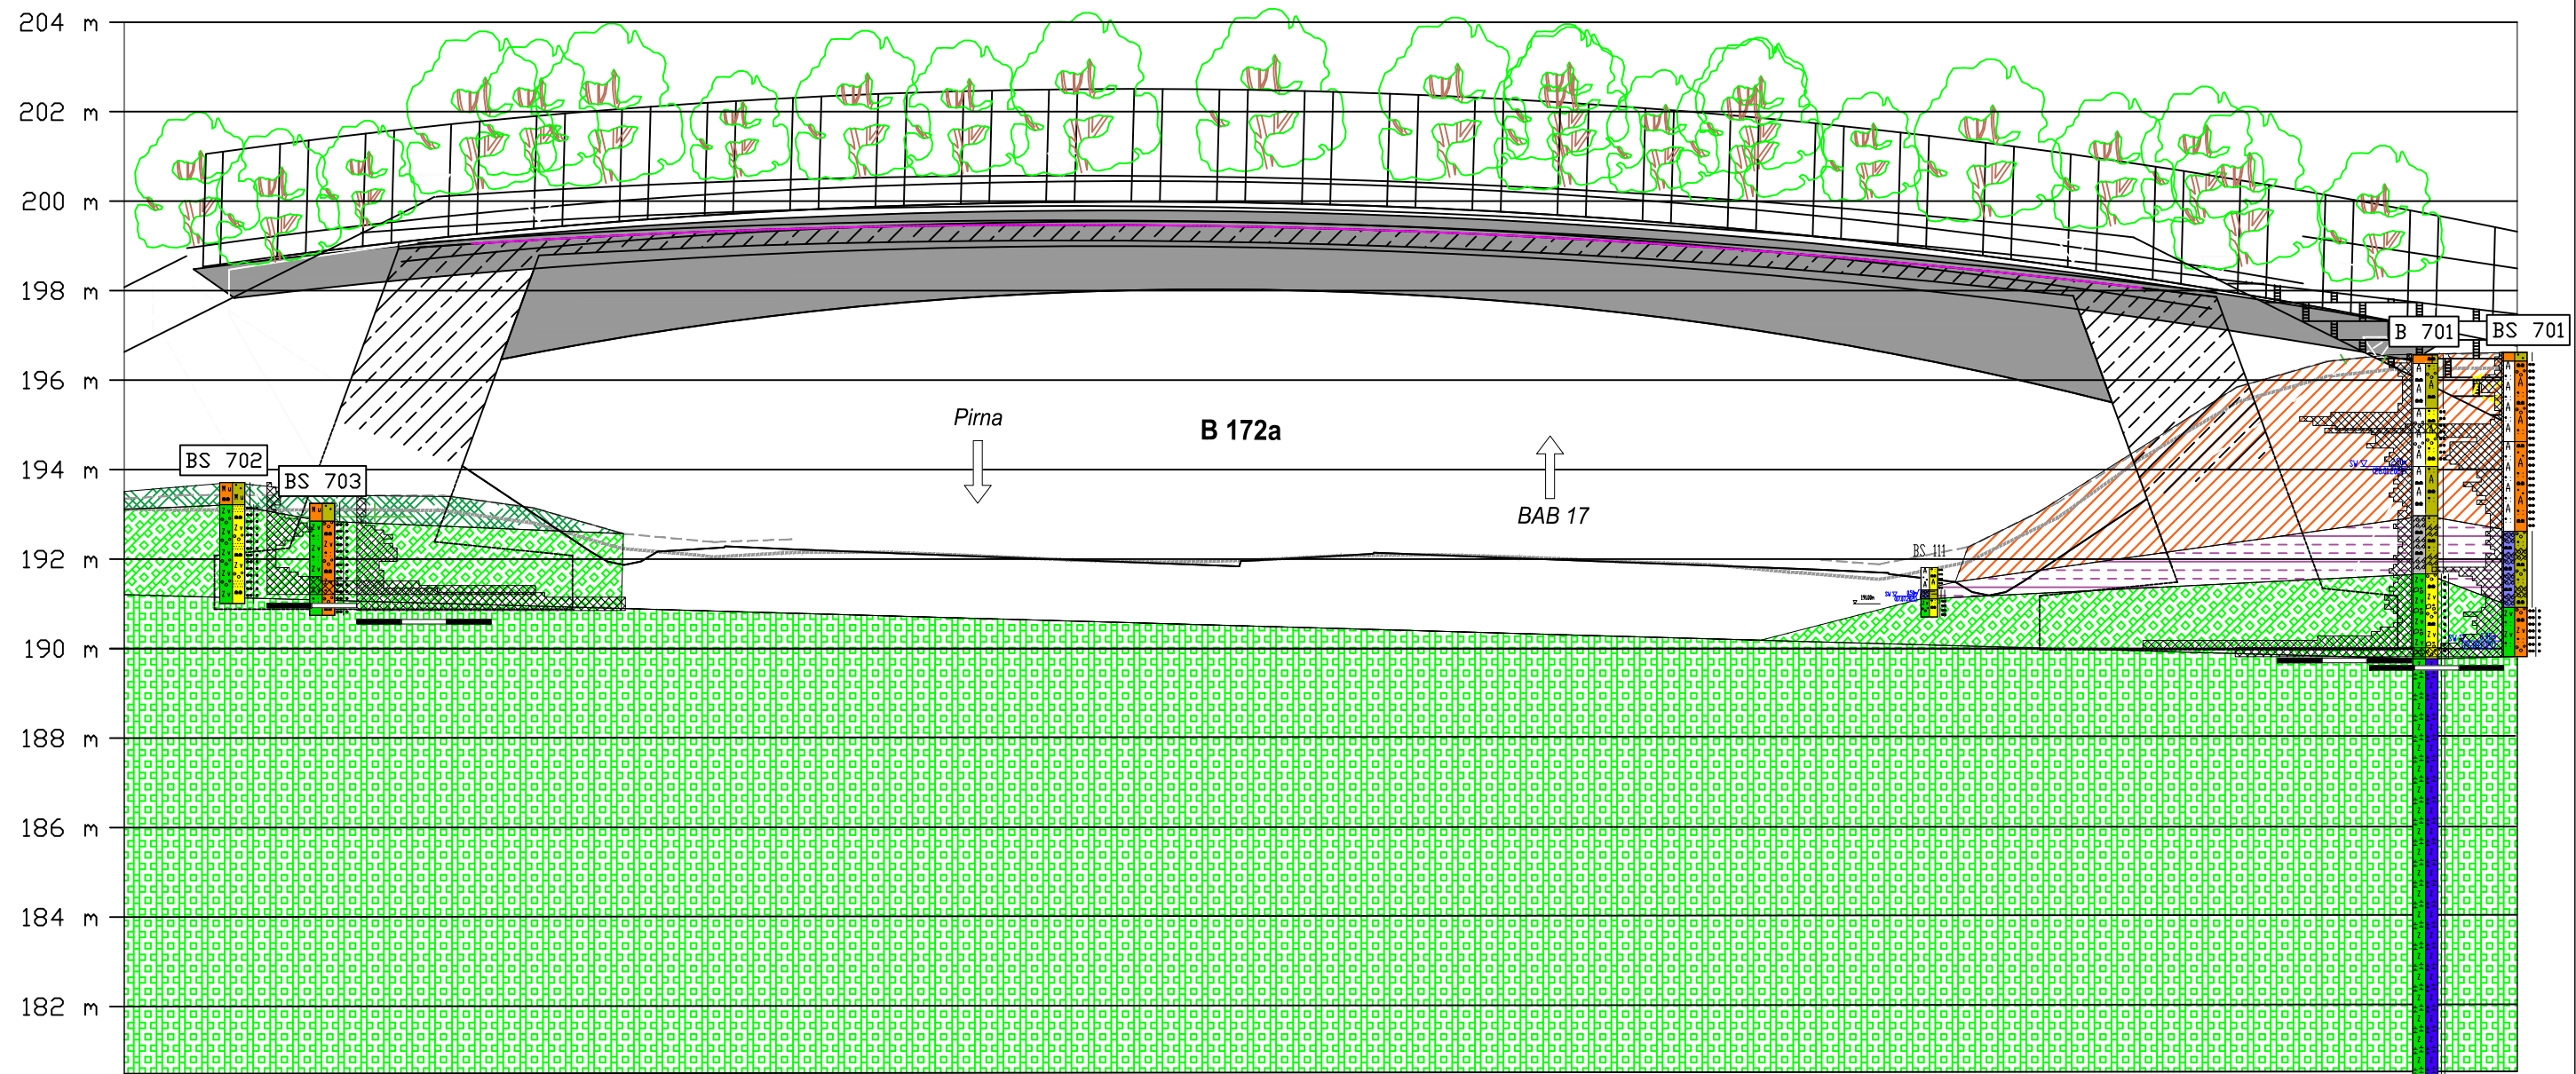 204 m
202 m
200 m
198 m
196 m
194 m
192 m
190 m
188 m
186 m
184 m
182 m
B 701
BS 701
Pirna
B 172a
BS 702
BS 703
BAB 17
BS 111